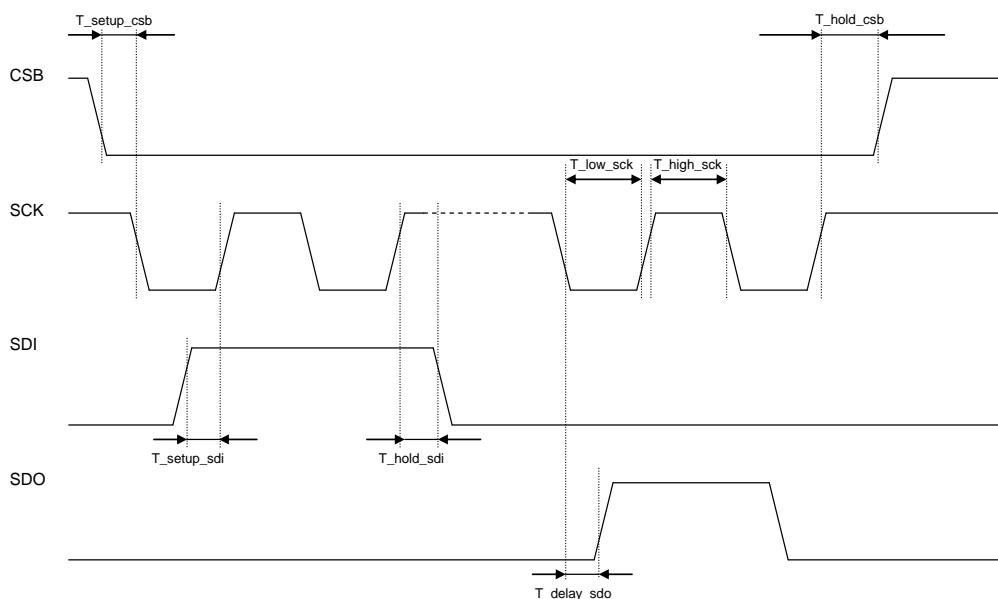 T_setup_csb
T_hold_csb
CSB
T_low_sck
T_high_sck
SCK
SDI
T_setup_sdi
T_hold_sdi
SDO
T_delay_sdo